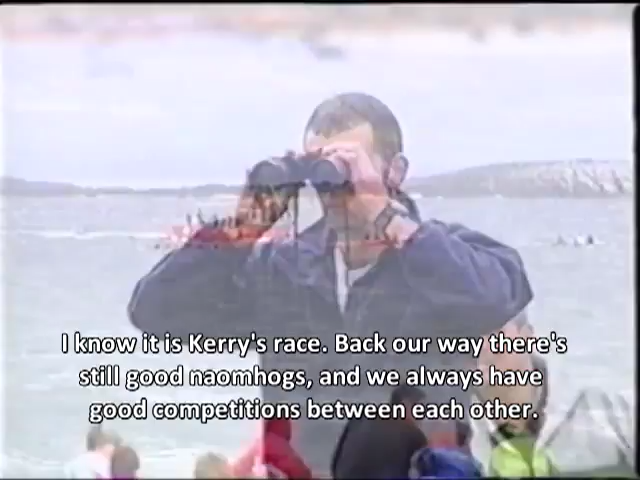 I know it is Kerry's race. Back our way there's
still good naomhogs, and we always have
good competitions between each other.